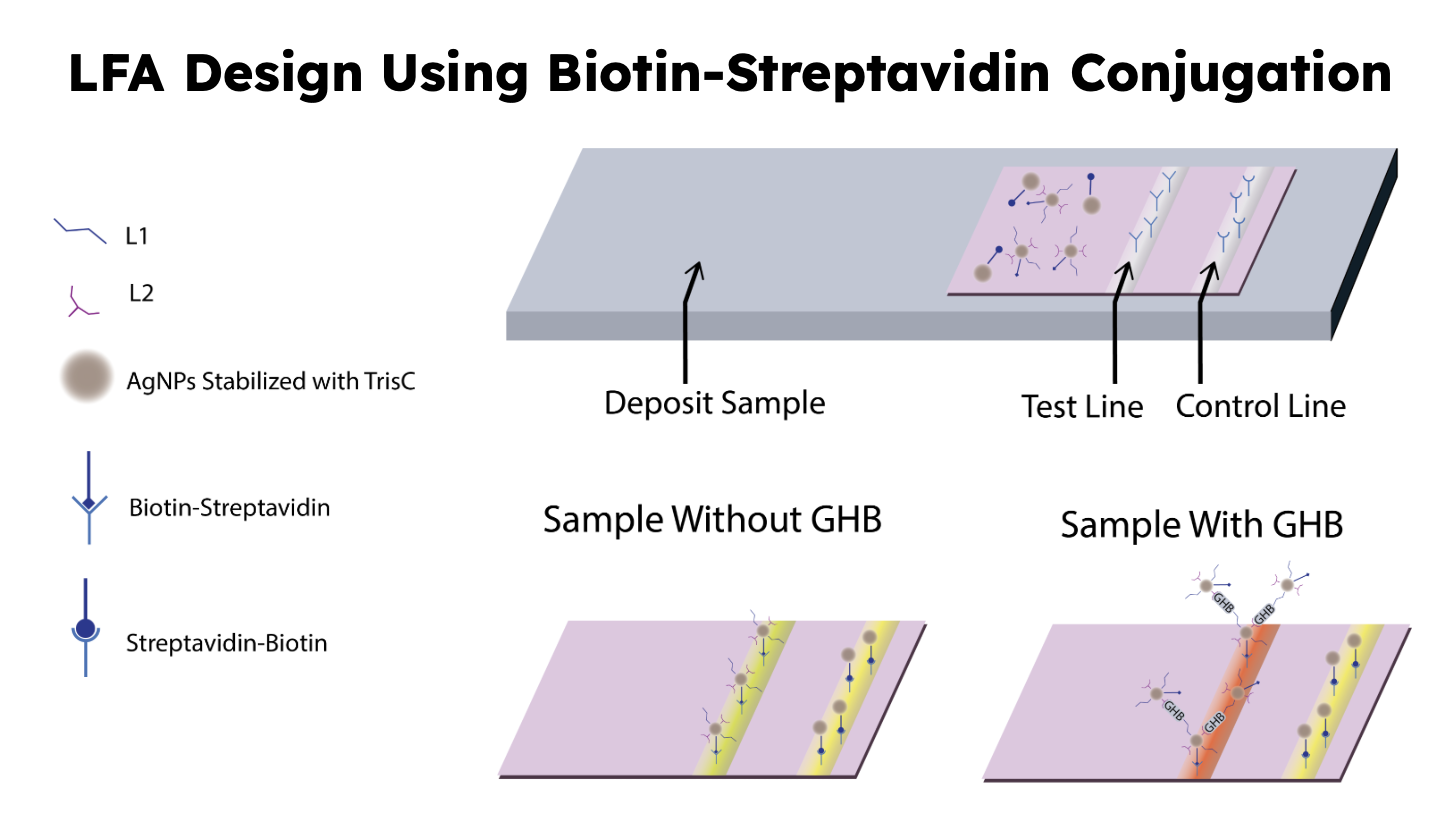 LFA Design Using Biotin-Streptavidin Conjugation
L1
L2
AgNPs Stabilized with TrisC
Biotin-Streptavidin
Streptavidin-Biotin
Deposit Sample
Test Line
Control Line
Sample Without GHB
Sample With GHB
GHB
GHB
GHB
GHB